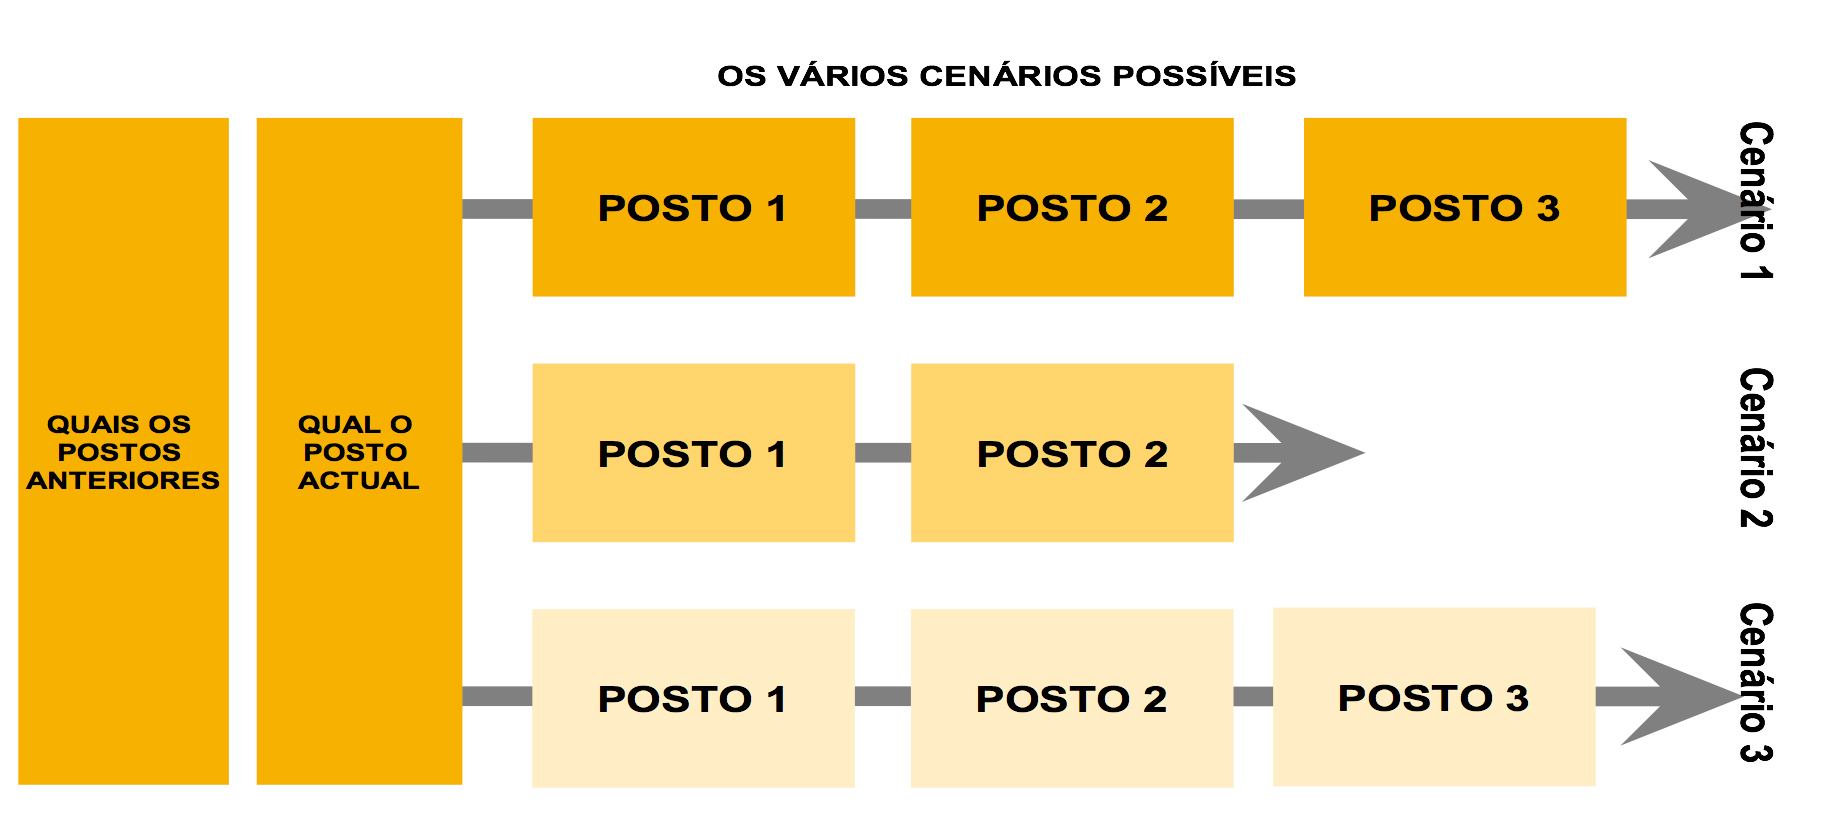 OS VÁRIOS CENÁRIOS POSSÍVEIS
QUAIS OS
POSTOS
ANTERIORES
QUAL O
POSTO
ACTUAL
POSTO 1
POSTO 2
POSTO 3
Cenário 1
POSTO 1
POSTO 2
Cenário 2
POSTO 1
POSTO 2
POSTO 3
Cenário 3